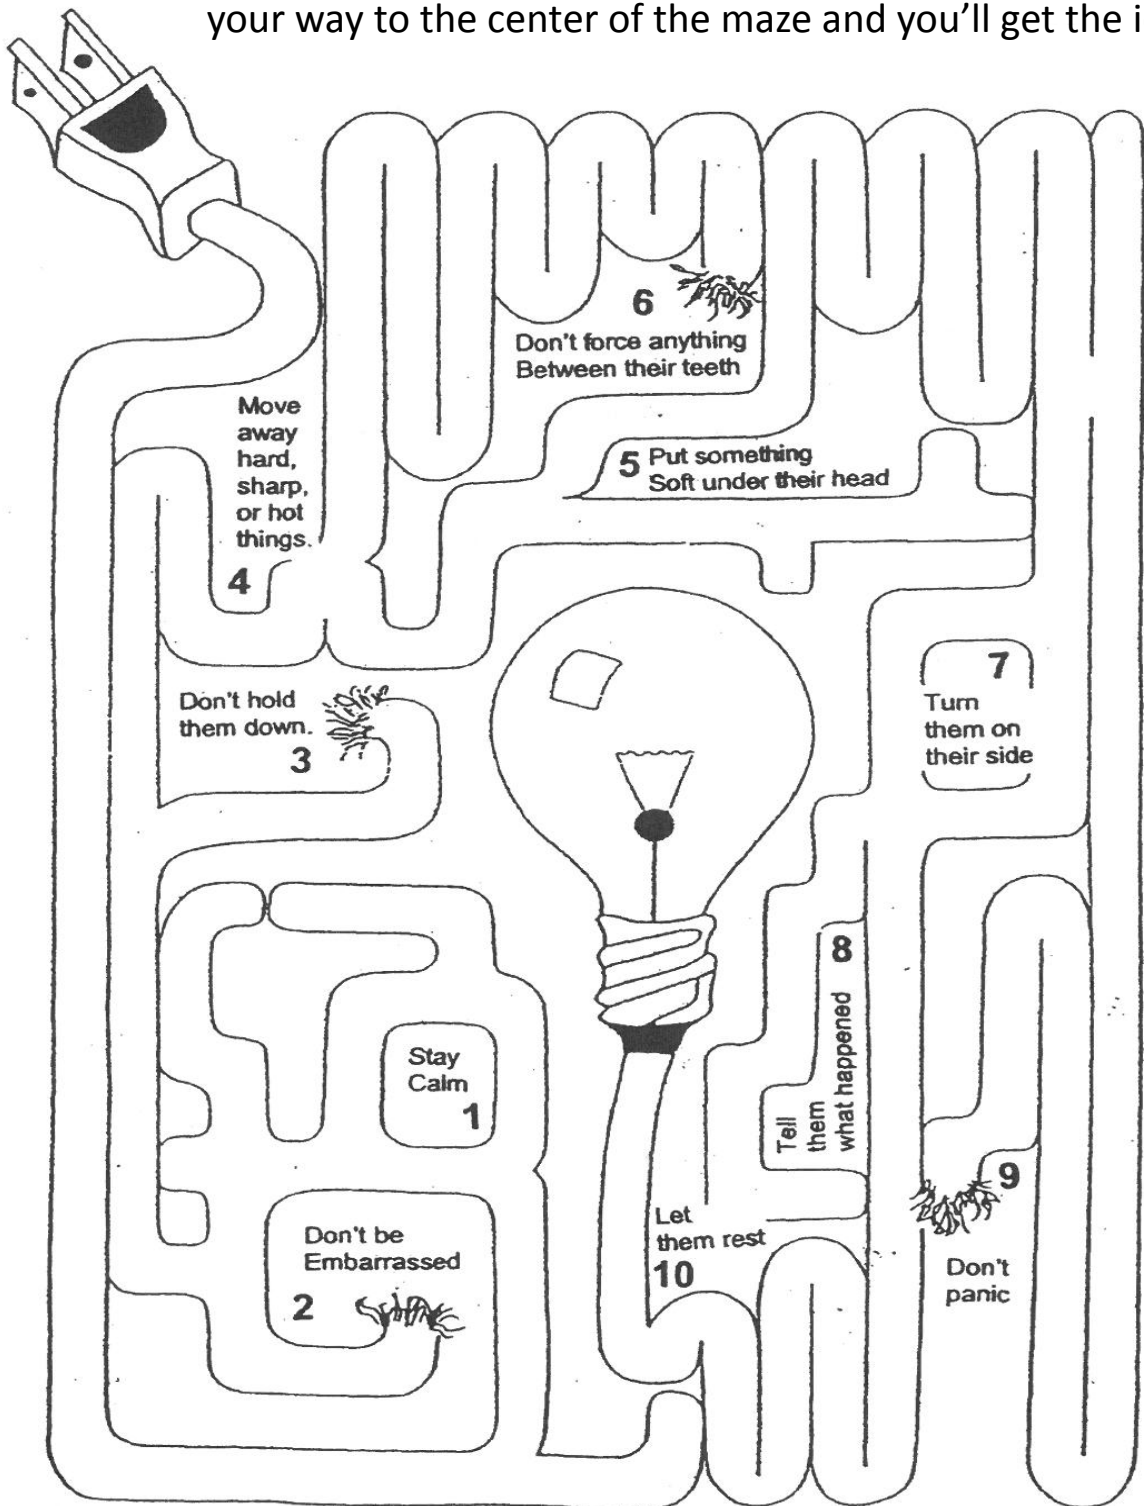 your way to the center of the maze and you'll get the i
6
Don't force anything
Between their teeth
Move
away
hard,
sharp,
or hot
things.
4
5 Put something
Soft under their head
7
Turn
them on
their side
Don't hold
them down.
3
8
Tell
them
what happened
Stay
Calm
1
9
Don't
panic
Let
them rest
10
Don't be
Embarrassed
2